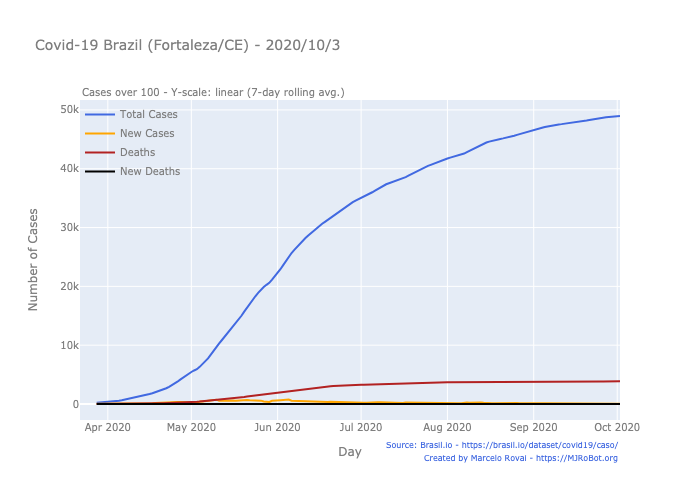 Covid-19 Brazil (Fortaleza/CE) - 2020/10/3
Cases over 100 - Y-scale: linear (7-day rolling avg.)
Total Cases
New Cases
Deaths
New Deaths
50k
40k
30k
20k
10k
0
Number of Cases
Apr 2020 May 2020 Jun 2020 Jul 2020 Aug 2020 Sep 2020 Oct 2020
Day
Source: Brasil.io - https://brasil.io/dataset/covid19/caso/
Created by Marcelo Rovai - https://MJRoBot.org